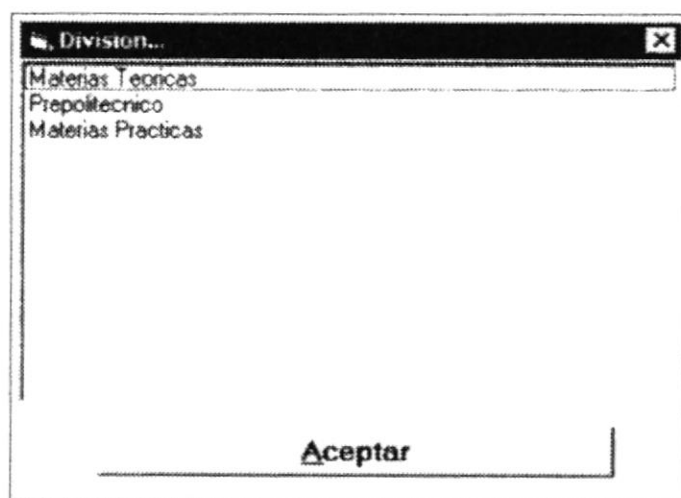 Division...
Materias Teoricas
Prepolitecnico
Materias Practicas
Aceptar